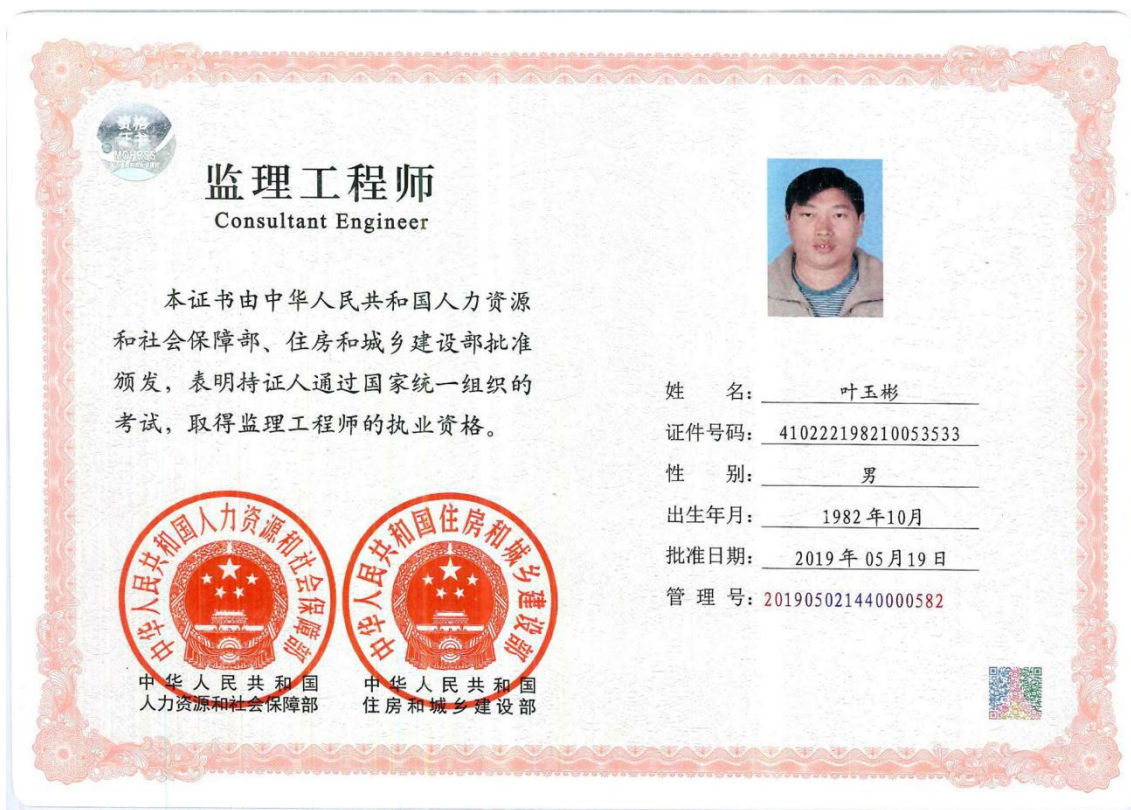 资格
证书
MOHRSS
监理工程师
Consultant Engineer
本证书由中华人民共和国人力资源
和社会保障部、住房和城乡建设部批准
颁发，表明持证人通过国家统一组织的
考试，取得监理工程师的执业资格。
中华人民共和国人力资源和社会保障部
中华人民共和国住房和城乡建设部
中华人民共和国
人力资源和社会保障部
中华人民共和国
住房和城乡建设部
姓 名：叶玉彬
证件号码：410222198210053533
性 别：男
出生年月：1982年10月
批准日期：2019年05月19日
管 理 号：201905021440000582